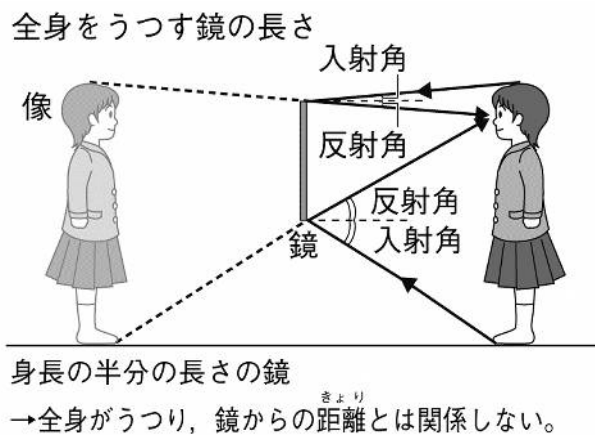 全身をうつす鏡の長さ
入射角
像
反射角
反射角
鏡
入射角
身長の半分の長さの鏡
きょり
→全身がうつり，鏡からの距離とは関係しない。